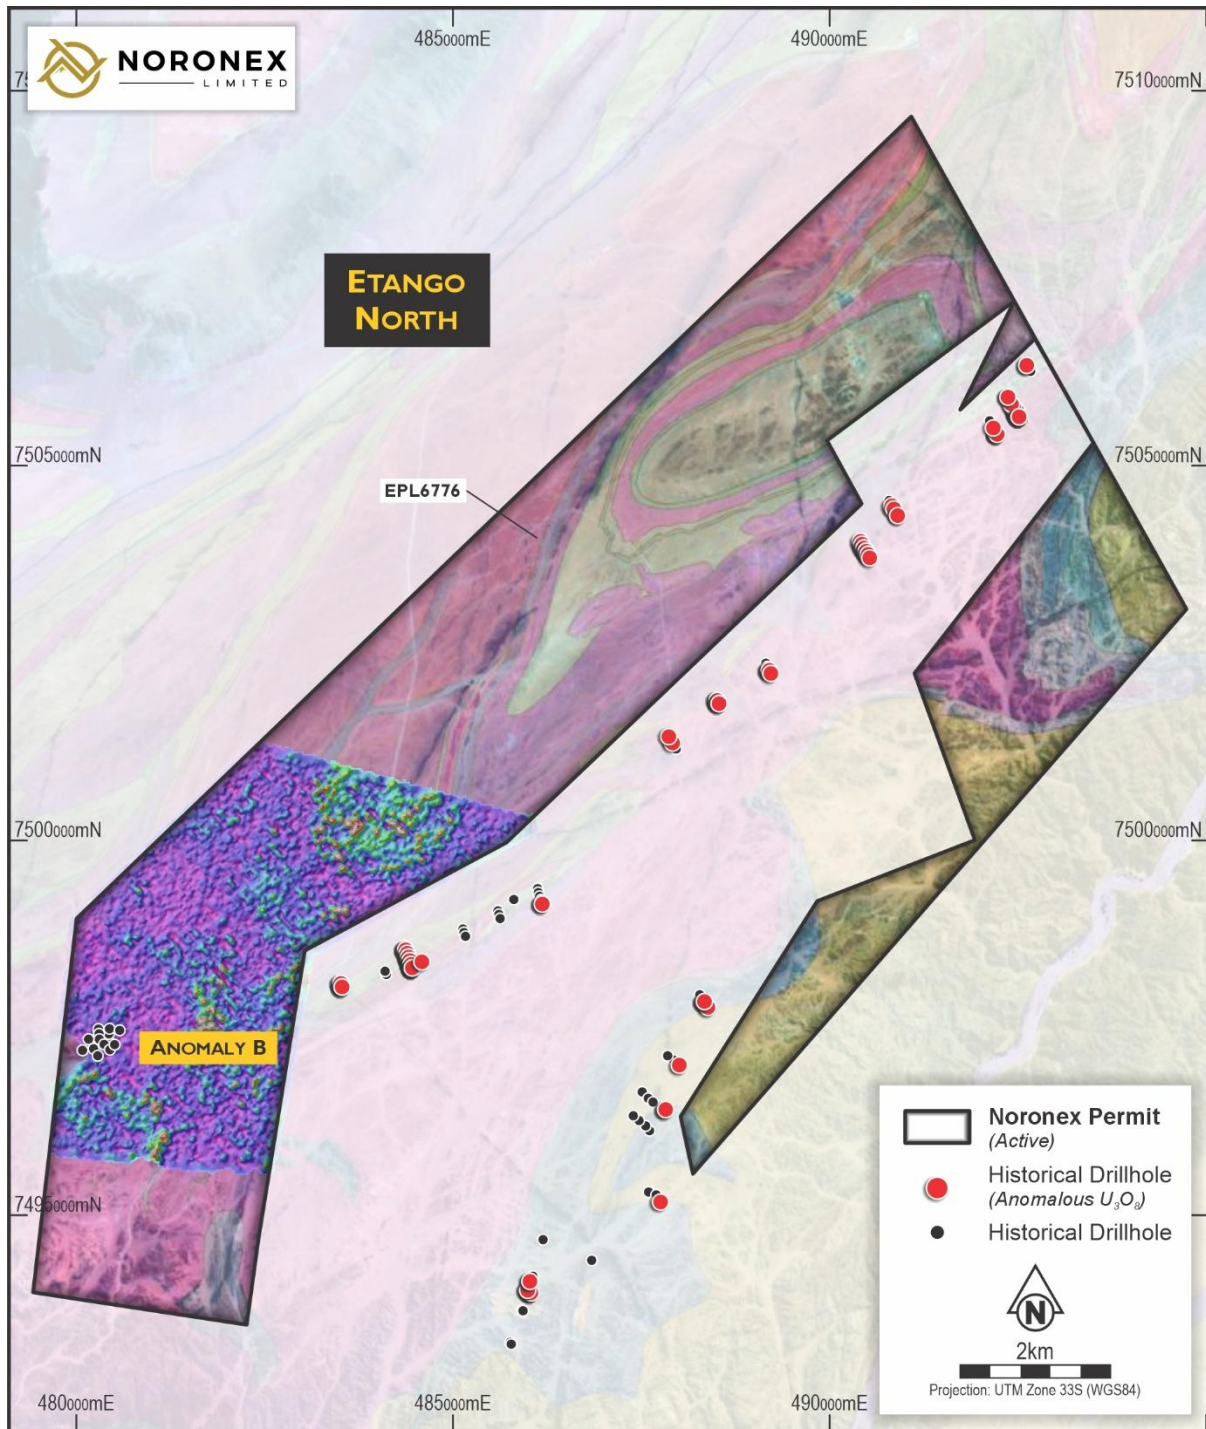 NORONEX
LIMITED
485000mE
490000mE
7510000mN
ETANGO
NORTH
7505000mN
7505000mN
EPL6776
7500000mN
7500000mN
ANOMALY B
7495000mN
Noronex Permit
(Active)
Historical Drillhole
(Anomalous U₃O₈)
Historical Drillhole
N
2km
Projection: UTM Zone 33S (WGS84)
480000mE
485000mE
490000mE